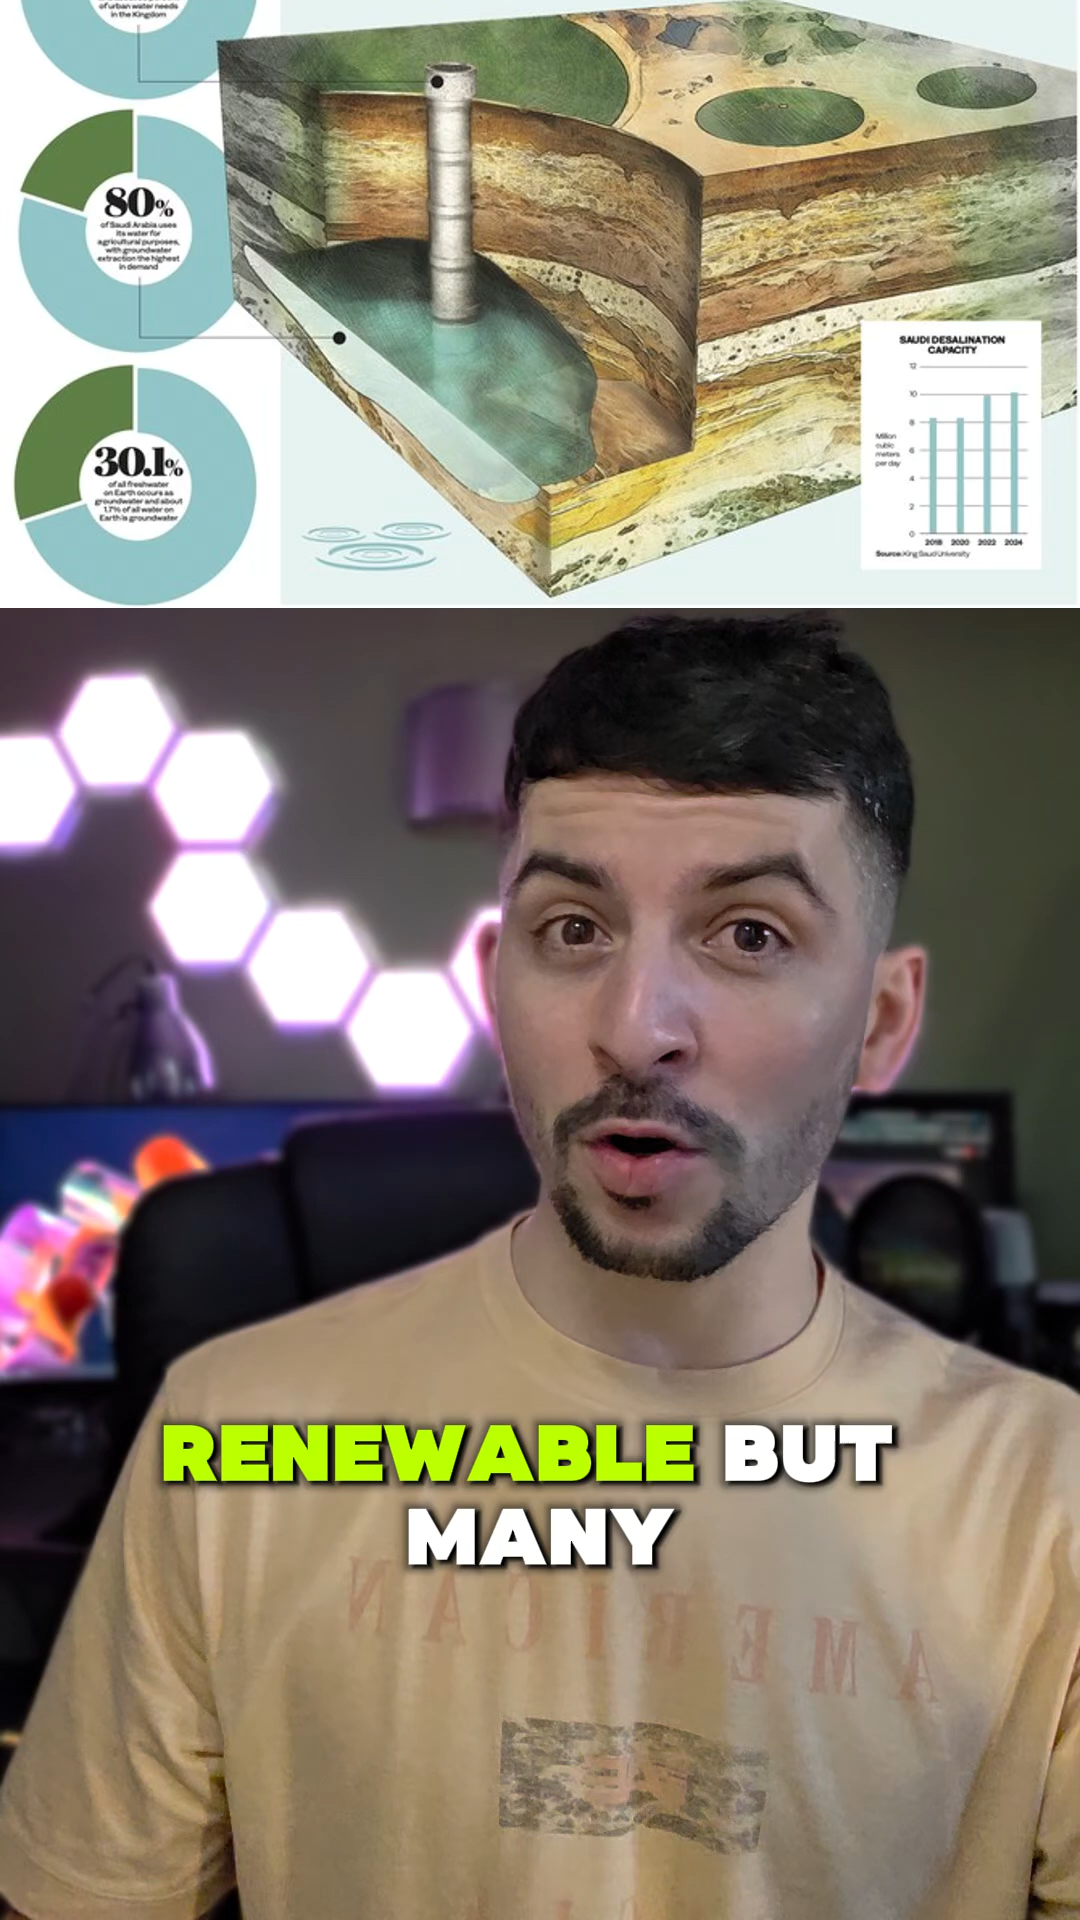 of urban water needs
in the Kingdom
80%
of Saudi Arabia uses
its water for
agricultural purposes,
with groundwater
extraction the highest
in demand
30.1%
of all freshwater
on Earth occurs as
groundwater and about
1.7% of all water on
Earth is groundwater
SAUDI DESALINATION
CAPACITY
12
10
8
6
4
2
0
Million
cubic
meters
per day
2018 2020 2022 2024
Source: King Saud University
RENEWABLE BUT
MANY
AMERICAN